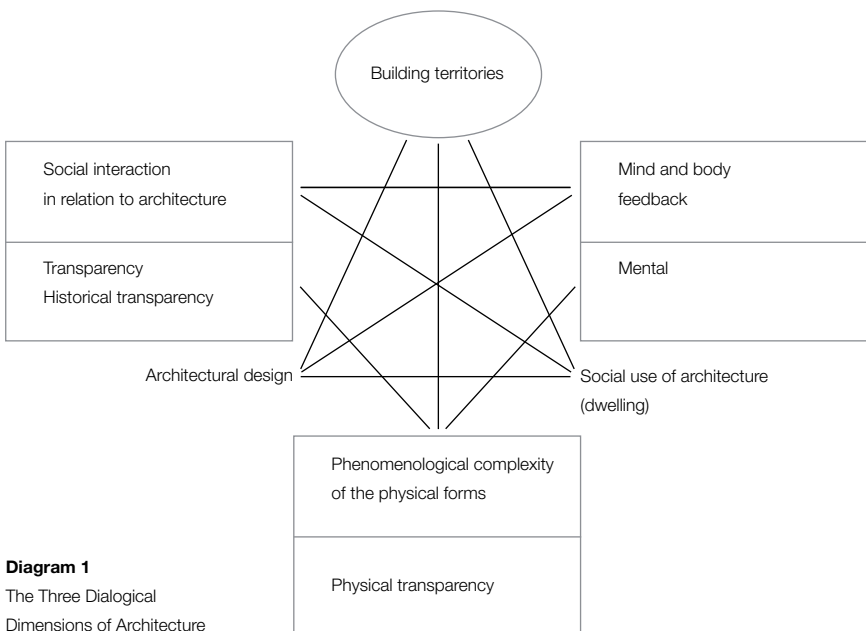 Building territories
Social interaction
in relation to architecture
Mind and body
feedback
Transparency
Historical transparency
Mental
Architectural design
Social use of architecture
(dwelling)
Phenomenological complexity
of the physical forms
Physical transparency
Diagram 1
The Three Dialogical
Dimensions of Architecture